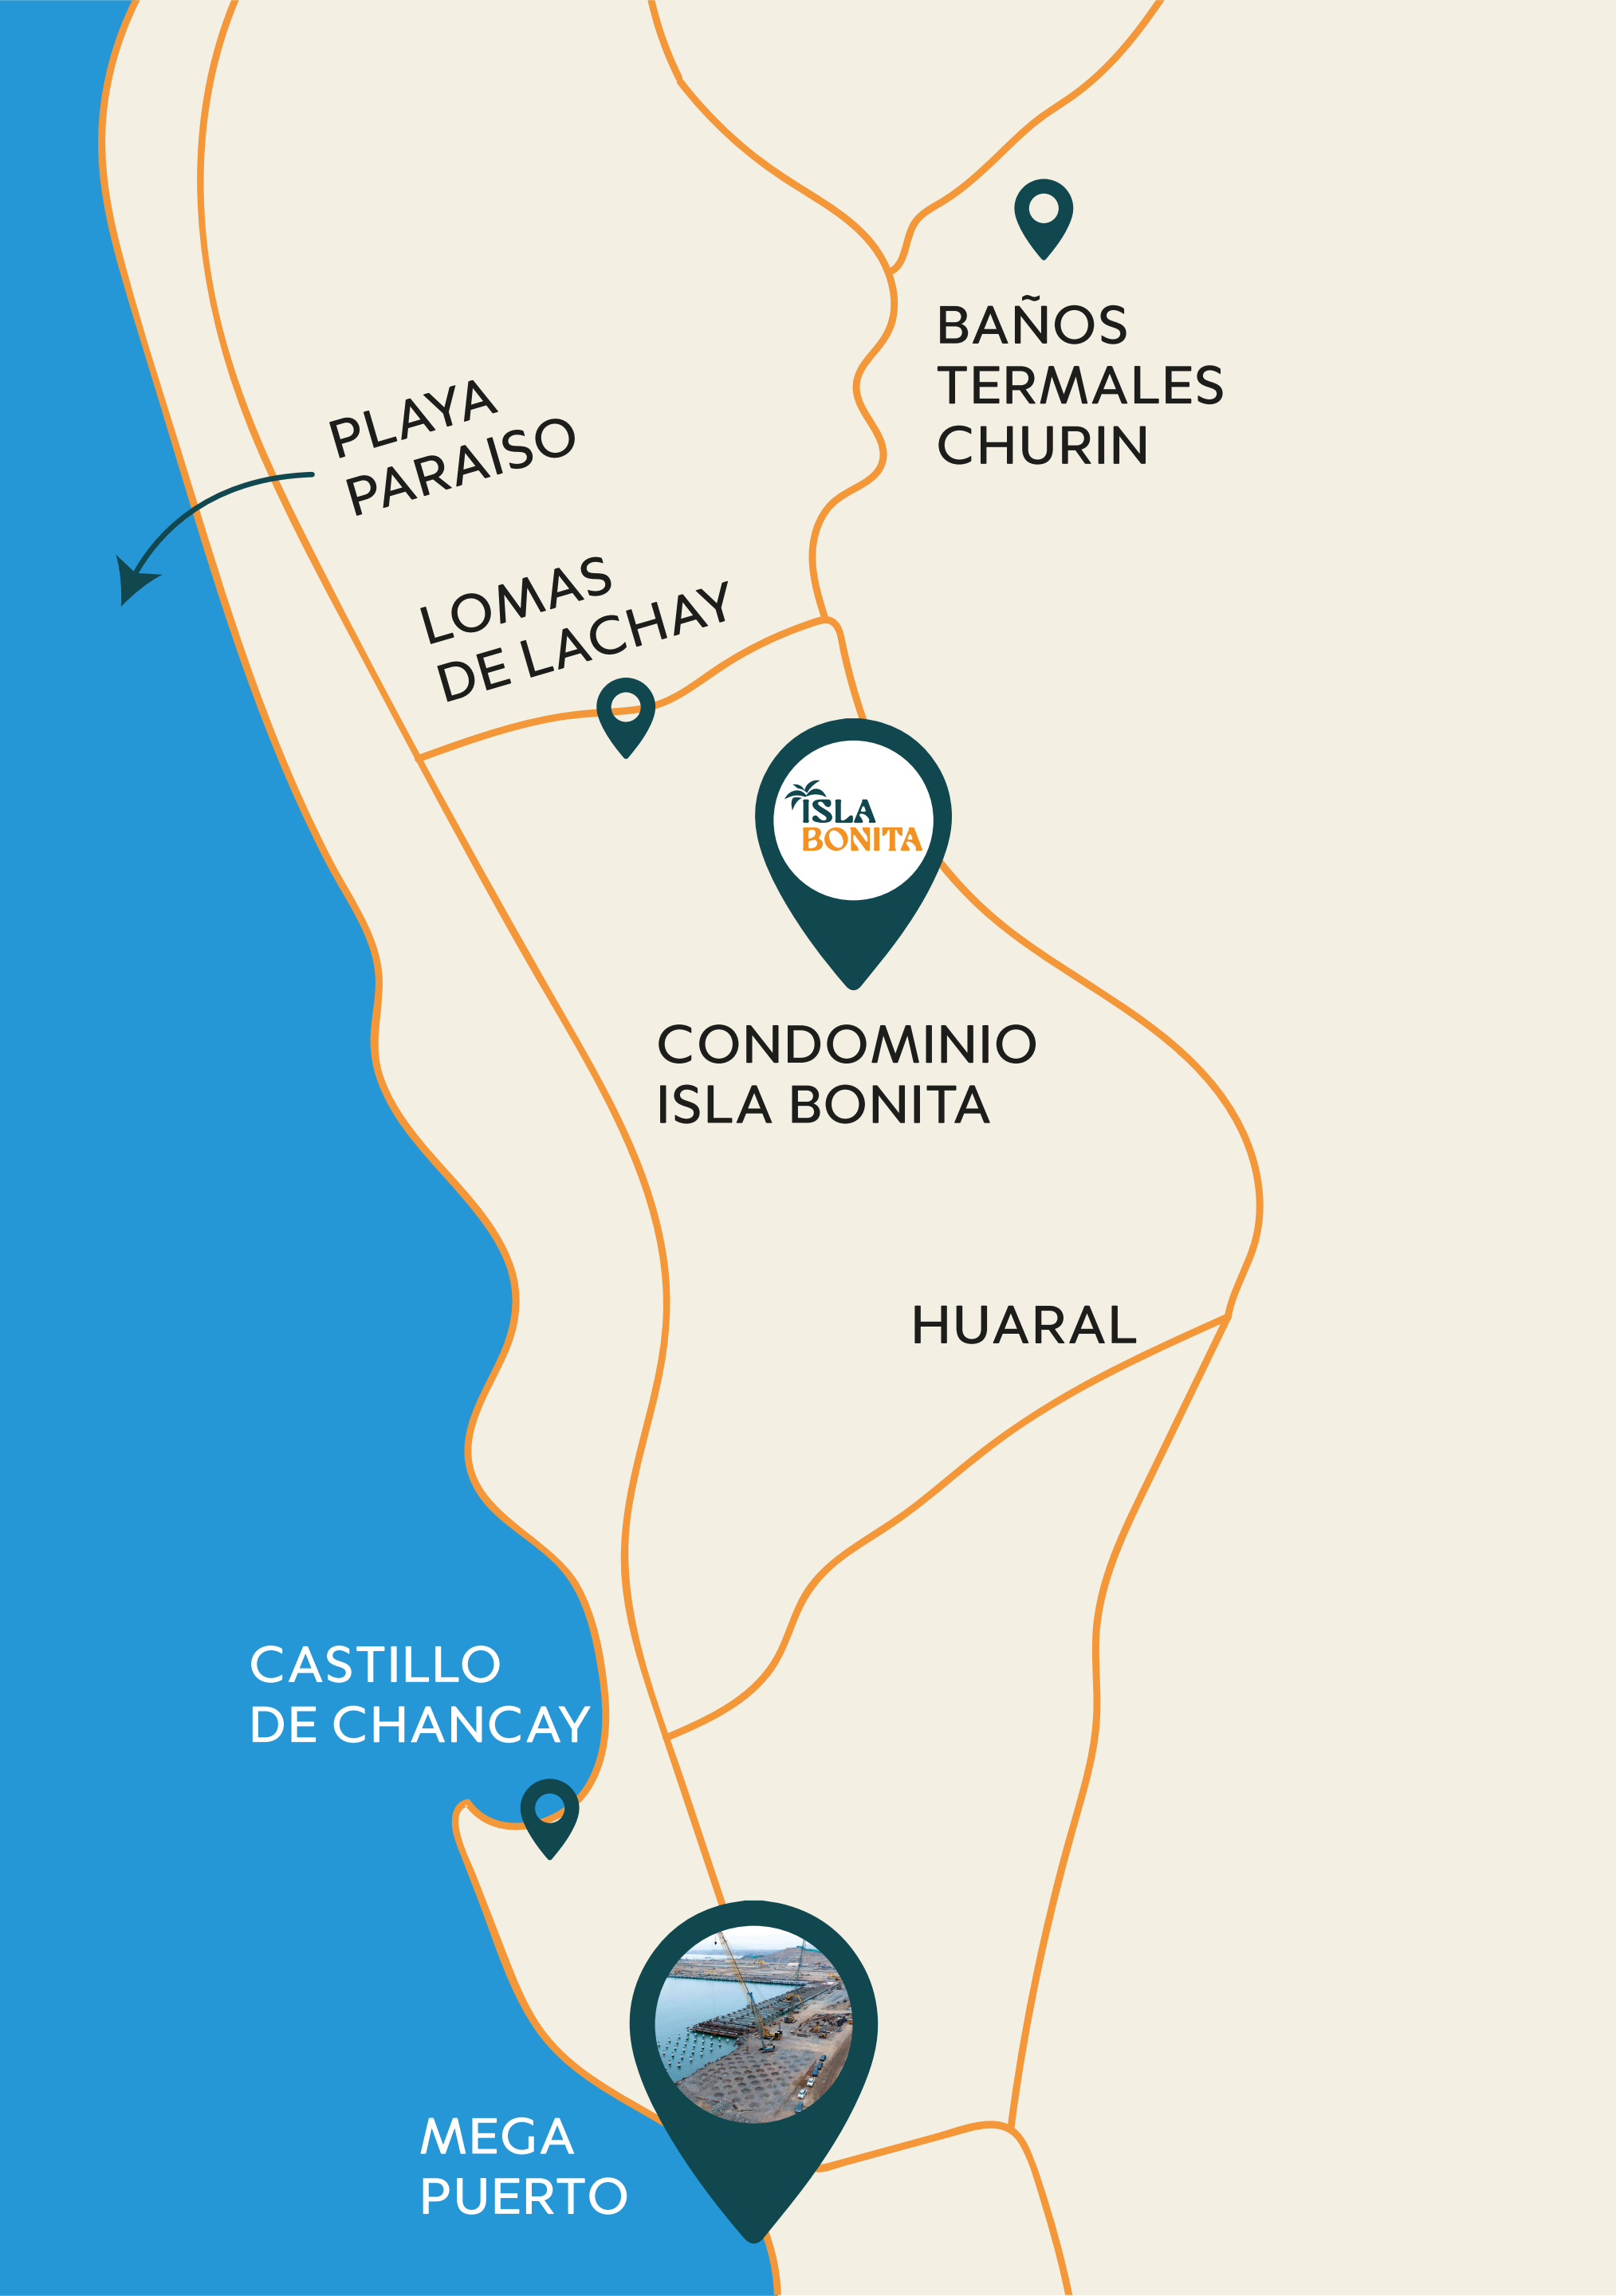 BAÑOS
TERMALES
CHURIN
PLAYA
PARAISO
LOMAS
DE LACHAY
ISLA
BONITA
CONDOMINIO
ISLA BONITA
HUARAL
CASTILLO
DE CHANCAY
MEGA
PUERTO